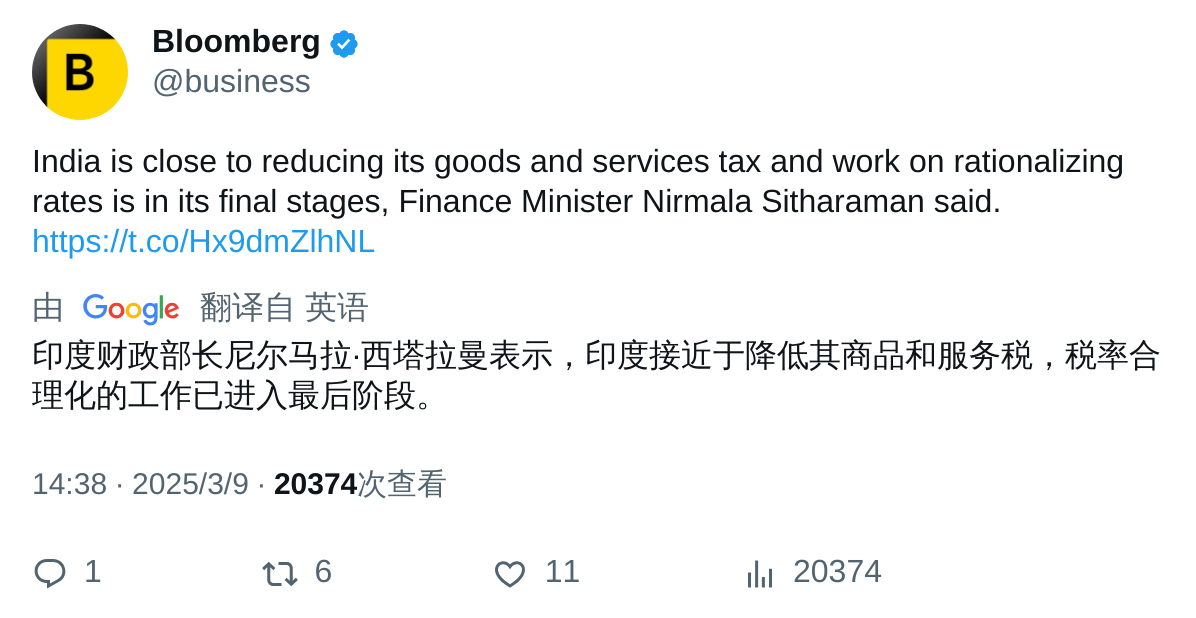 B
Bloomberg
@business
India is close to reducing its goods and services tax and work on rationalizing
rates is in its final stages, Finance Minister Nirmala Sitharaman said.
https://t.co/Hx9dmZlhNL
由 Google 翻译自 英语
印度财政部长尼尔马拉·西塔拉曼表示，印度接近于降低其商品和服务税，税率合
理化的工作已进入最后阶段。
14:38 · 2025/3/9 · 20374次查看
1 6 11 20374